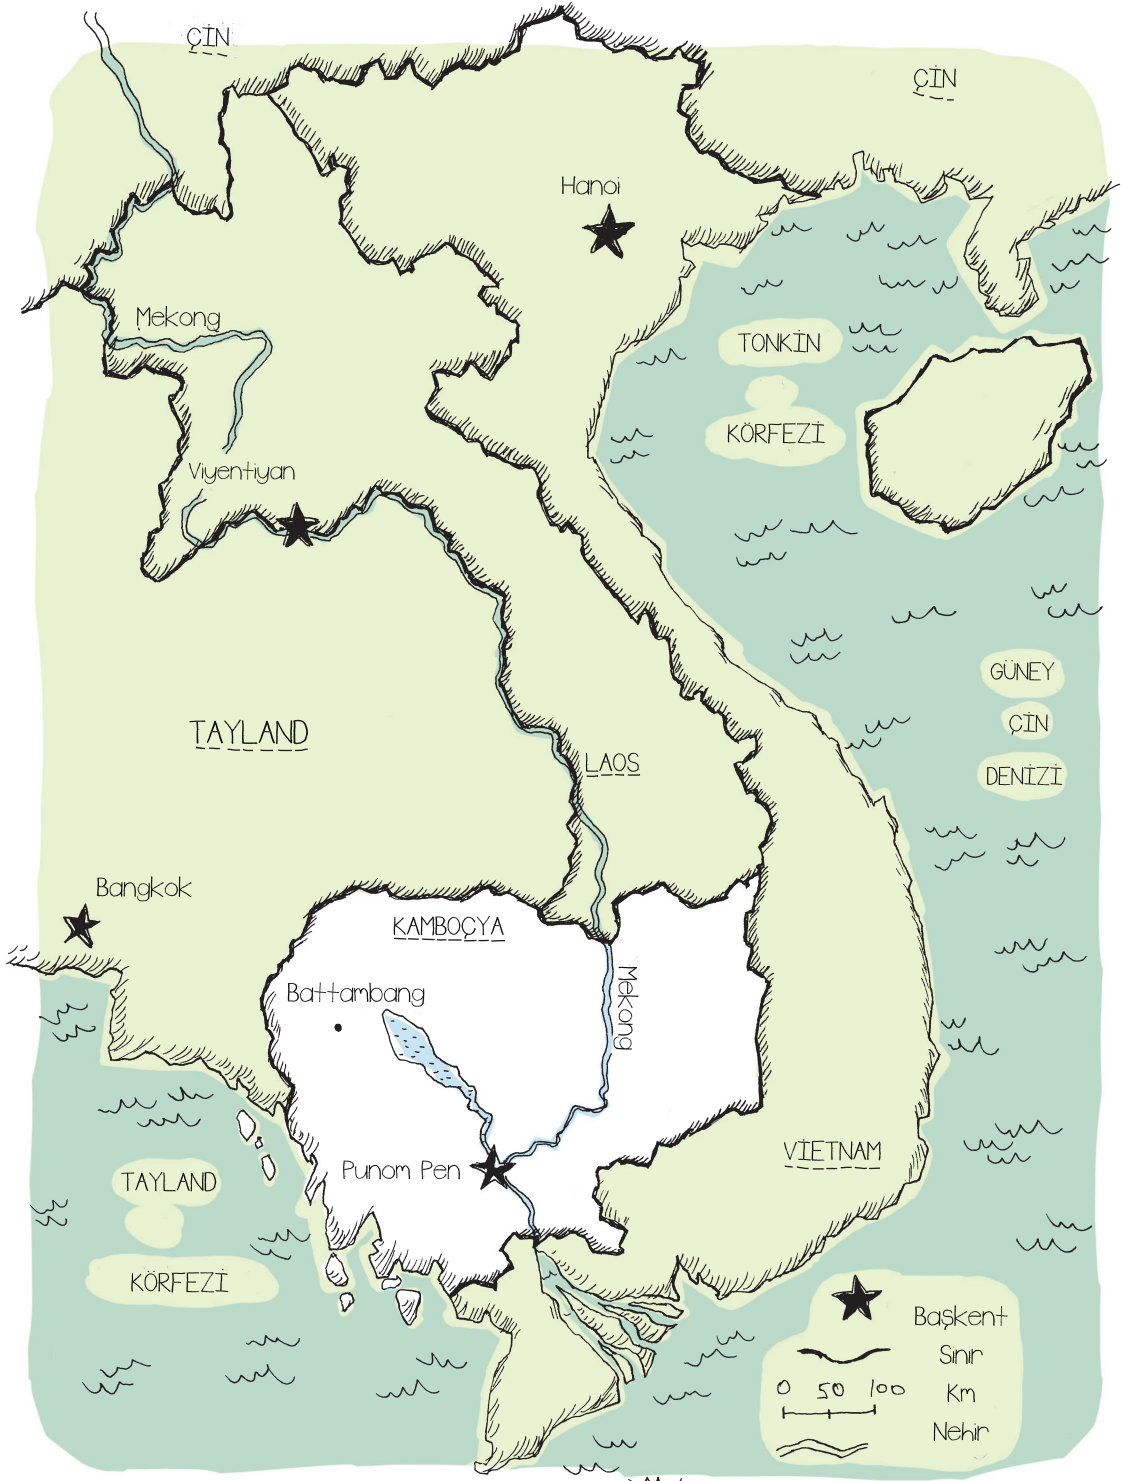 ÇİN
ÇİN
Hanoi
Mekong
TONKİN
KÖRFEZİ
Viyentiyan
GÜNEY
ÇİN
DENİZİ
TAYLAND
LAOS
Bangkok
KAMBOÇYA
Battambang
Mekong
VİETNAM
Punom Pen
TAYLAND
KÖRFEZİ
Başkent
Sınır
0 50 100 Km
Nehir